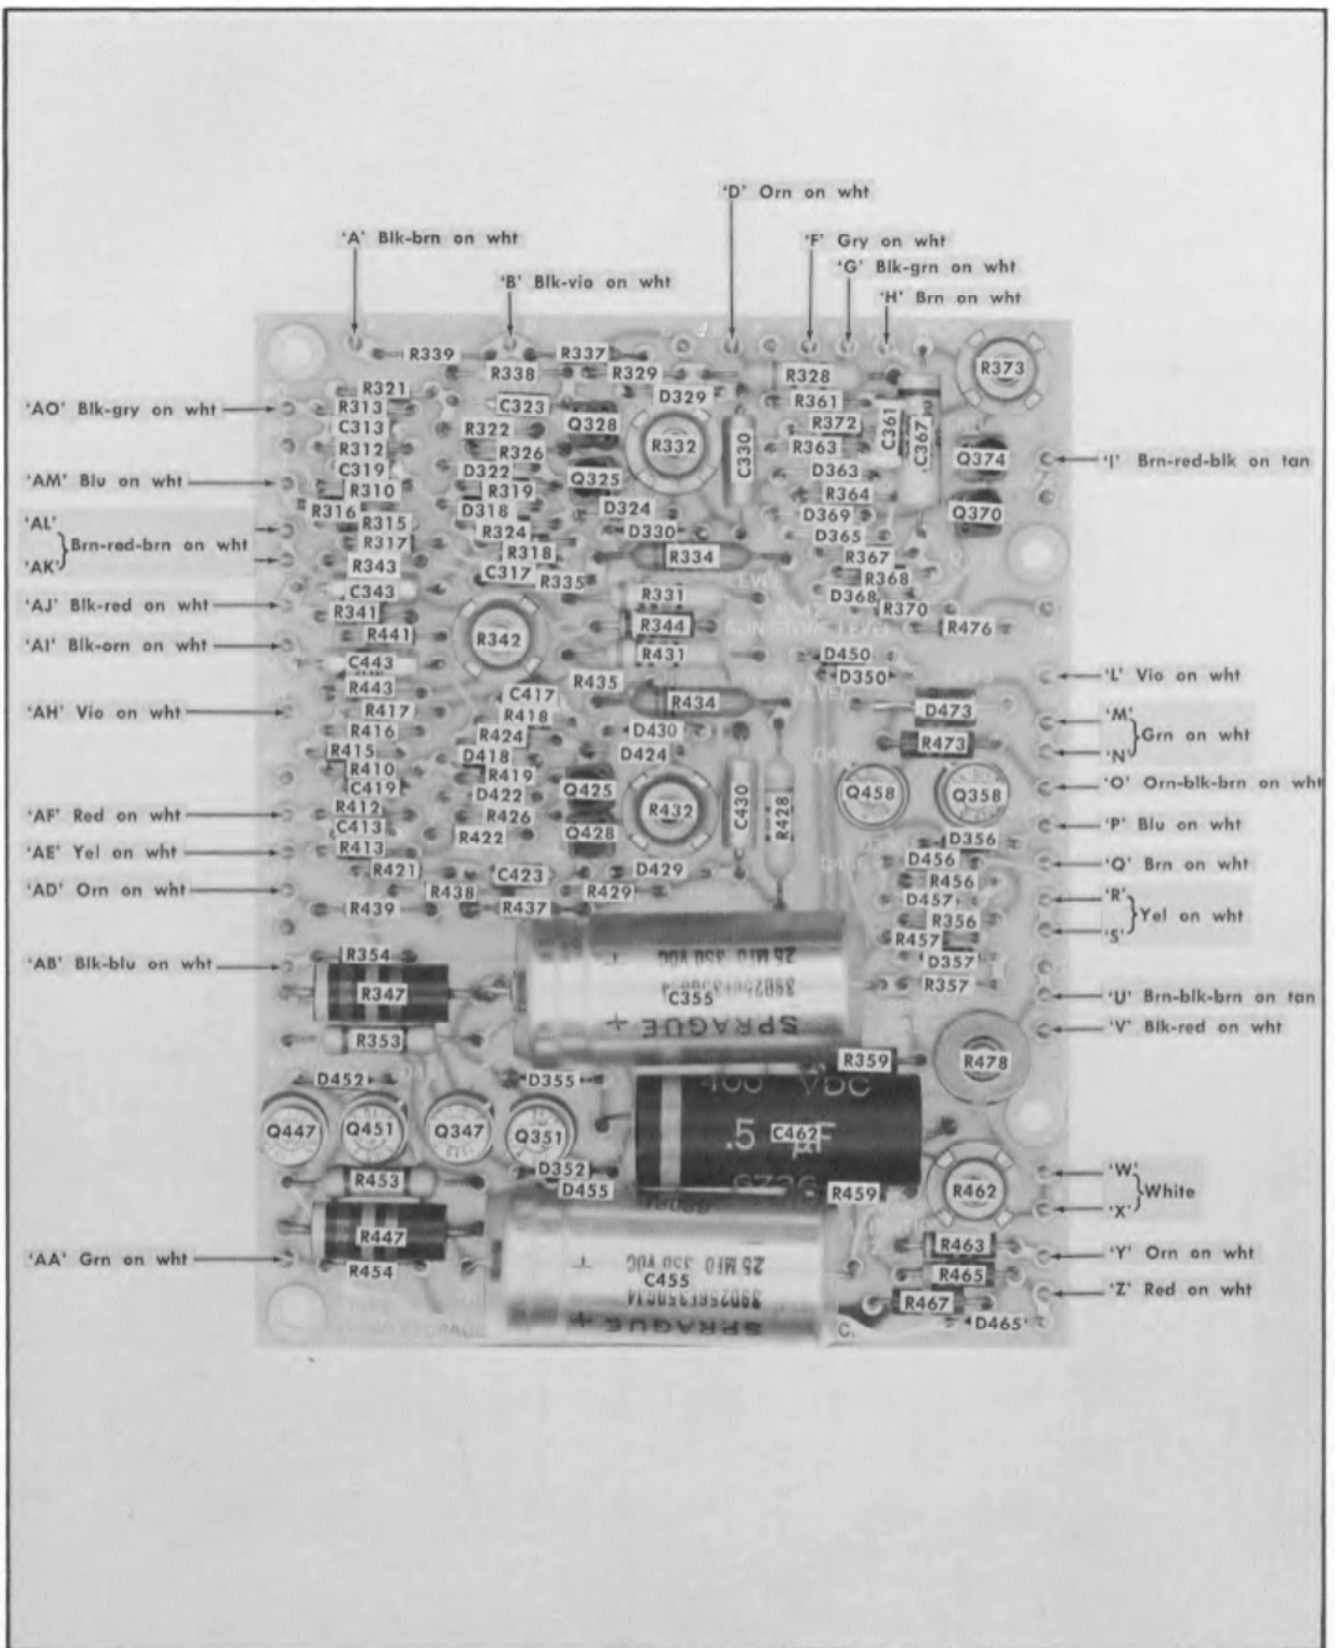 'D' Orn on wht
'A' Blk-brn on wht
'F' Gry on wht
'G' Blk-grn on wht
'B' Blk-vio on wht
'H' Brn on wht
R339
R337
R338
R329
R328
R373
R321
D329
'AO' Blk-gry on wht
R313
C323
R361
C313
R322
Q328
R372
C361
C367
R312
R326
R332
C330
R363
Q374
'I' Brn-red-blk on tan
C319
D322
Q325
D363
'AM' Blu on wht
R310
R319
R364
R316
D318
D324
D369
Q370
'AL'
R315
R324
D330
D365
Brn-red-brn on wht
R317
R318
R334
R367
'AK'
R343
C317
R335
LEVEL
R368
C343
R331
D368
'AJ' Blk-red on wht
R341
R344
R370
R476
R441
R342
LEVEL
'AI' Blk-orn on wht
C443
R431
D450
R443
R435
D350
'L' Vio on wht
C417
R434
LEVEL
'AH' Vio on wht
R417
R418
D473
'M'
R416
R424
D430
Grn on wht
R415
D418
D424
R473
'N'
R410
R419
C419
D422
Q425
Q458
Q358
'O' Orn-blk-brn on wht
'AF' Red on wht
R412
R426
R432
C430
R428
C413
R422
Q428
'P' Blu on wht
'AE' Yel on wht
R413
D356
R421
C423
D429
D456
'Q' Brn on wht
'AD' Orn on wht
R438
R429
R456
R439
R437
D457
'R'
R356
Yel on wht
R457
'S'
R354
25 MFD 350 VDC
D357
'AB' Blk-blu on wht
R347
C355
R357
'U' Brn-blk-brn on tan
SPRAGUE +
'V' Blk-red on wht
R353
R359
R478
D452
D355
400 VDC
Q447
Q451
Q347
Q351
.5 µF
C462
D352
'W'
R453
D455
R459
R462
White
'X'
R447
R463
'AA' Grn on wht
25 MFD 350 VDC
'Y' Orn on wht
R454
C455
R465
'Z' Red on wht
R467
SPRAGUE +
C.
D465